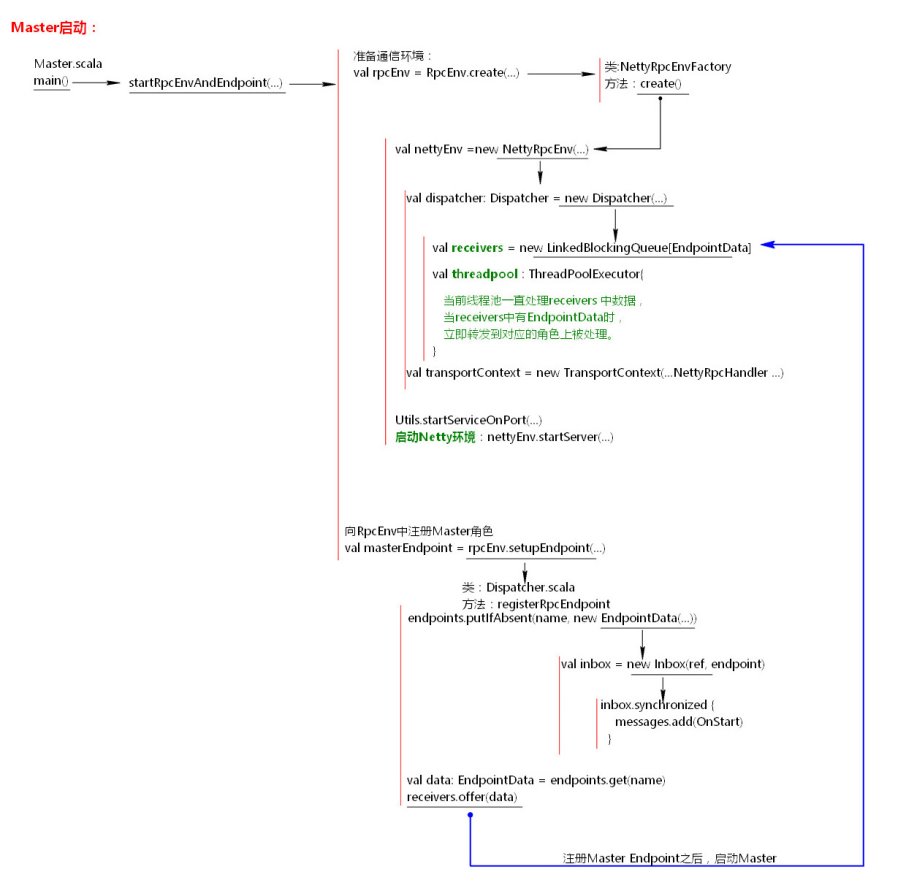 Master启动：
Master.scala
main()
startRpcEnvAndEndpoint(...)
准备通信环境：
val rpcEnv = RpcEnv.create(...)
类:NettyRpcEnvFactory
方法：create()
val nettyEnv =new NettyRpcEnv(...)
val dispatcher: Dispatcher = new Dispatcher(...)
val receivers = new LinkedBlockingQueue[EndpointData]
val threadpool : ThreadPoolExecutor(
当前线程池一直处理receivers 中数据，
当receivers中有EndpointData时，
立即转发到对应的角色上被处理。
}
val transportContext = new TransportContext(...NettyRpcHandler ...)
Utils.startServiceOnPort(...)
启动Netty环境：nettyEnv.startServer(...)
向RpcEnv中注册Master角色
val masterEndpoint = rpcEnv.setupEndpoint(...)
类：Dispatcher.scala
方法：registerRpcEndpoint
endpoints.putIfAbsent(name, new EndpointData(...))
val inbox = new Inbox(ref, endpoint)
inbox.synchronized {
messages.add(OnStart)
}
val data: EndpointData = endpoints.get(name)
receivers.offer(data)
注册Master Endpoint之后，启动Master